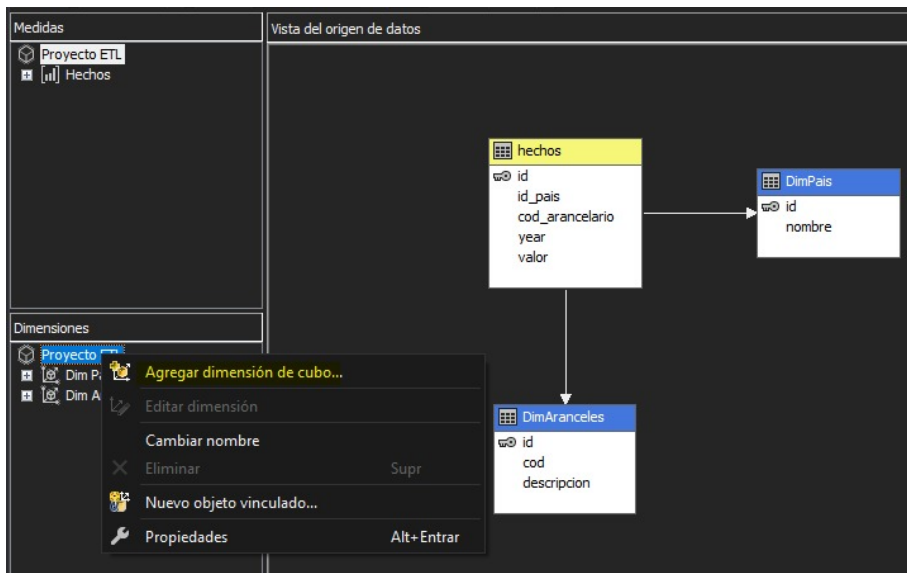 Medidas
Proyecto ETL
Hechos
Dimensiones
Proyecto
Dim P
Dim A
Agregar dimensión de cubo...
Editar dimensión
Cambiar nombre
Eliminar Supr
Nuevo objeto vinculado...
Propiedades Alt+Entrar
Vista del origen de datos
hechos
id
id_pais
cod_arancelario
year
valor
DimPais
id
nombre
DimAranceles
id
cod
descripcion